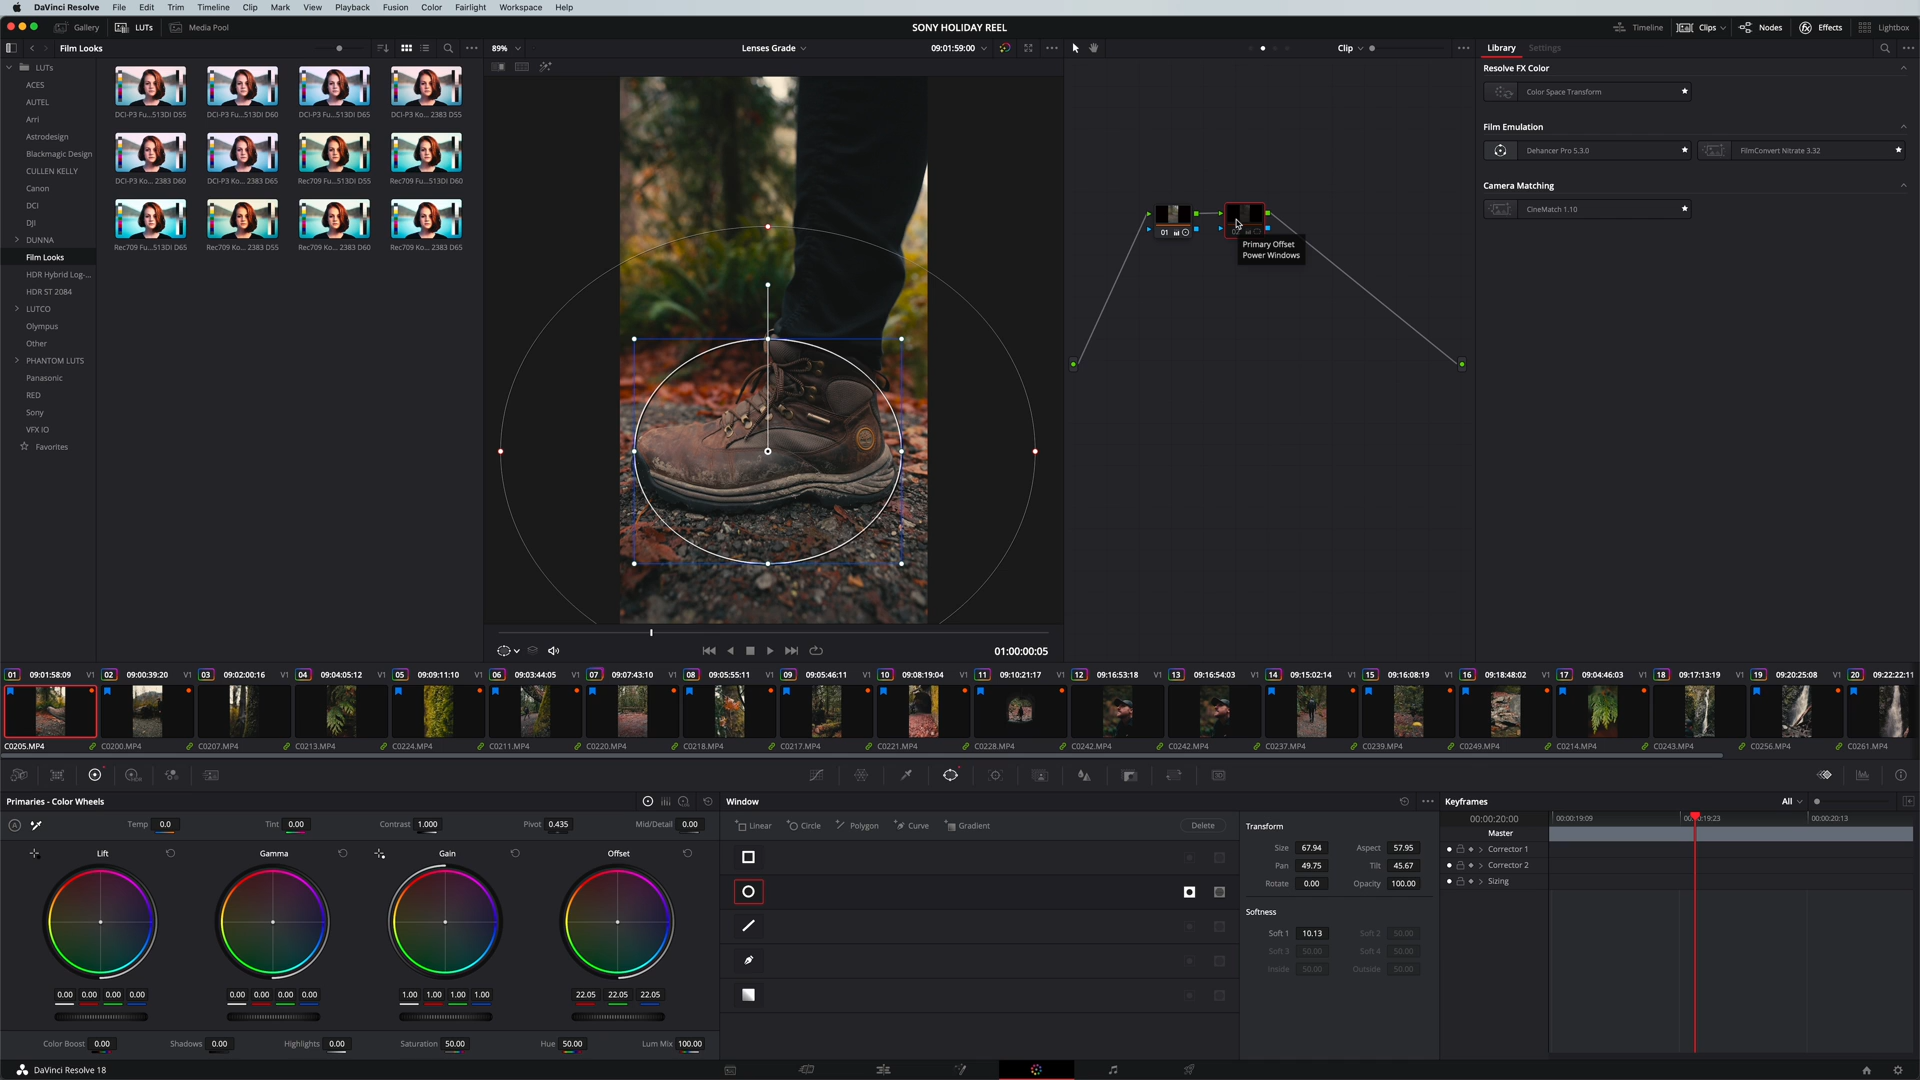 DaVinci Resolve File Edit Trim Timeline Clip Mark View Playback Fusion Color Fairlight Workspace Help
Gallery LUTs Media Pool SONY HOLIDAY REEL Timeline Clips Nodes Effects Lightbox
Film Looks 89% Lenses Grade 09:01:59:00 Clip Library Settings
LUTs
ACES
AUTEL
Arri
Astrodesign
Blackmagic Design
CULLEN KELLY
Canon
DCI
DJI
DUNNA
Film Looks
HDR Hybrid Log-...
HDR ST 2084
LUTCO
Olympus
Other
PHANTOM LUTS
Panasonic
RED
Sony
VFX IO
Favorites
DCI-P3 Fu...513DI D55 DCI-P3 Fu...513DI D60 DCI-P3 Fu...513DI D65 DCI-P3 Ko... 2383 D55
DCI-P3 Ko... 2383 D60 DCI-P3 Ko... 2383 D65 Rec709 Fu...513DI D55 Rec709 Fu...513DI D60
Rec709 Fu...513DI D65 Rec709 Ko... 2383 D55 Rec709 Ko... 2383 D60 Rec709 Ko... 2383 D65
01
Primary Offset
Power Windows
Resolve FX Color
Color Space Transform
Film Emulation
Dehancer Pro 5.3.0 FilmConvert Nitrate 3.32
Camera Matching
CineMatch 1.10
01:00:00:05
01 09:01:58:09 V1 02 09:00:39:20 V1 03 09:02:00:16 V1 04 09:04:05:12 V1 05 09:09:11:10 V1 06 09:03:44:05 V1 07 09:07:43:10 V1 08 09:05:55:11 V1 09 09:05:46:11 V1 10 09:08:19:04 V1 11 09:10:21:17 V1 12 09:16:53:18 V1 13 09:16:54:03 V1 14 09:15:02:14 V1 15 09:16:08:19 V1 16 09:18:48:02 V1 17 09:04:46:03 V1 18 09:17:13:19 V1 19 09:20:25:08 V1 20 09:22:22:11
C0205.MP4 C0200.MP4 C0207.MP4 C0213.MP4 C0224.MP4 C0211.MP4 C0220.MP4 C0218.MP4 C0217.MP4 C0221.MP4 C0228.MP4 C0242.MP4 C0242.MP4 C0237.MP4 C0239.MP4 C0249.MP4 C0214.MP4 C0243.MP4 C0256.MP4 C0261.MP4
Primaries - Color Wheels
Temp 0.0 Tint 0.00 Contrast 1.000 Pivot 0.435 Mid/Detail 0.00
Lift Gamma Gain Offset
0.00 0.00 0.00 0.00 0.00 0.00 0.00 0.00 1.00 1.00 1.00 1.00 22.05 22.05 22.05
Color Boost 0.00 Shadows 0.00 Highlights 0.00 Saturation 50.00 Hue 50.00 Lum Mix 100.00
Window
Linear Circle Polygon Curve Gradient Delete
Transform
Size 67.94 Aspect 57.95
Pan 49.75 Tilt 45.67
Rotate 0.00 Opacity 100.00
Softness
Soft 1 10.13 Soft 2 50.00
Soft 3 50.00 Soft 4 50.00
Inside 50.00 Outside 50.00
Keyframes All
00:00:20:00 00:00:19:09 00:00:19:23 00:00:20:13
Master
Corrector 1
Corrector 2
Sizing
DaVinci Resolve 18